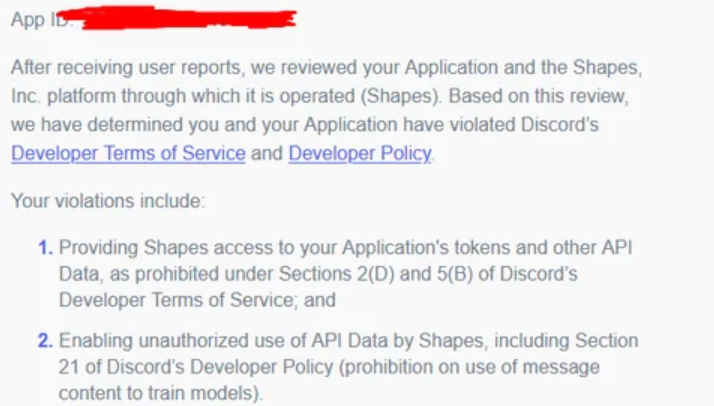 App ID:
After receiving user reports, we reviewed your Application and the Shapes,
Inc. platform through which it is operated (Shapes). Based on this review,
we have determined you and your Application have violated Discord's
Developer Terms of Service and Developer Policy.
Your violations include:
1. Providing Shapes access to your Application's tokens and other API
Data, as prohibited under Sections 2(D) and 5(B) of Discord's
Developer Terms of Service; and
2. Enabling unauthorized use of API Data by Shapes, including Section
21 of Discord's Developer Policy (prohibition on use of message
content to train models).